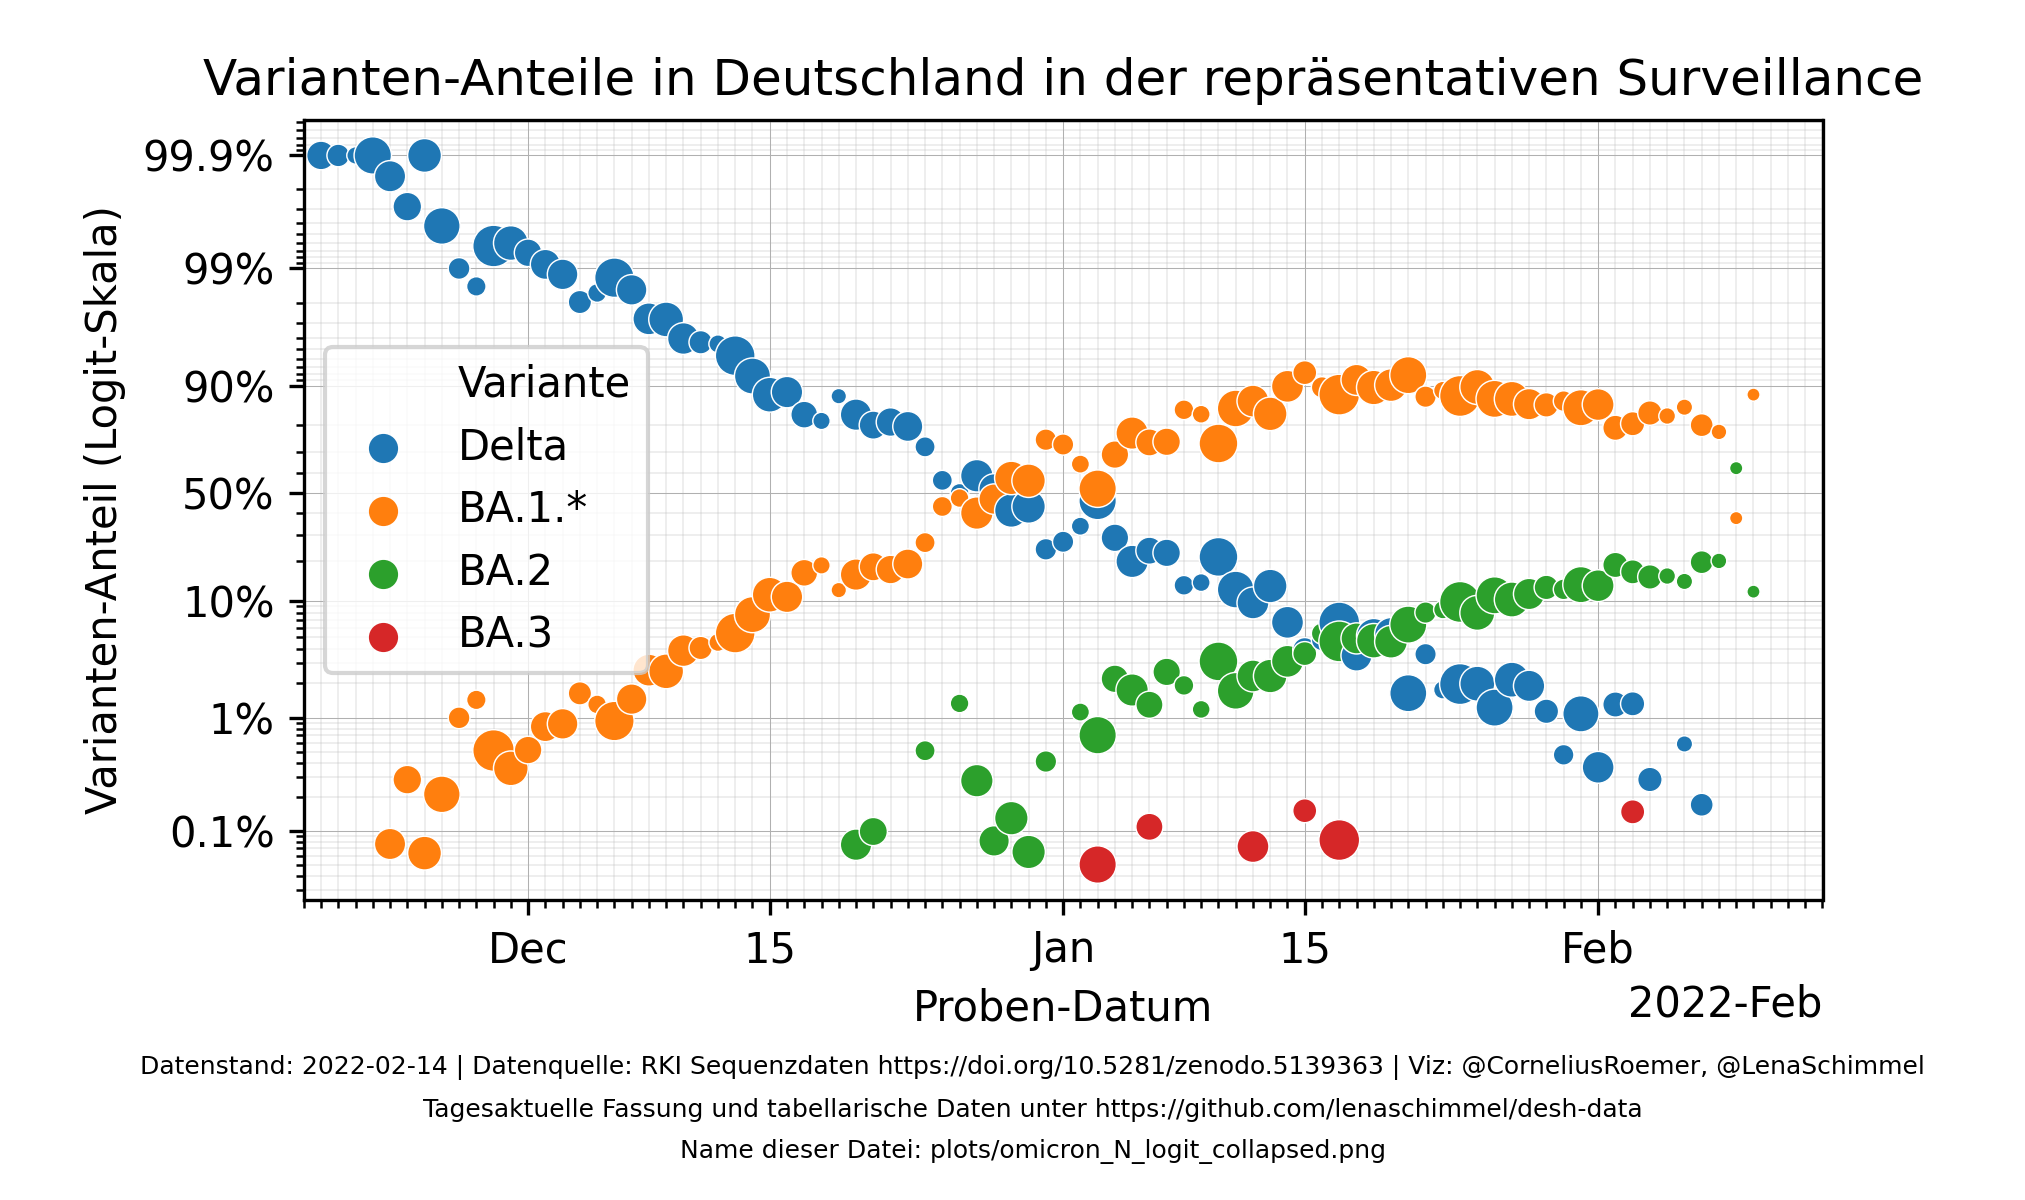 Varianten-Anteile in Deutschland in der repräsentativen Surveillance
Varianten-Anteil (Logit-Skala)
99.9%
99%
90%
50%
10%
1%
0.1%
Variante
Delta
BA.1.*
BA.2
BA.3
Dec
15
Jan
15
Feb
Proben-Datum
2022-Feb
Datenstand: 2022-02-14 | Datenquelle: RKI Sequenzdaten https://doi.org/10.5281/zenodo.5139363 | Viz: @CorneliusRoemer, @LenaSchimmel
Tagesaktuelle Fassung und tabellarische Daten unter https://github.com/lenaschimmel/desh-data
Name dieser Datei: plots/omicron_N_logit_collapsed.png